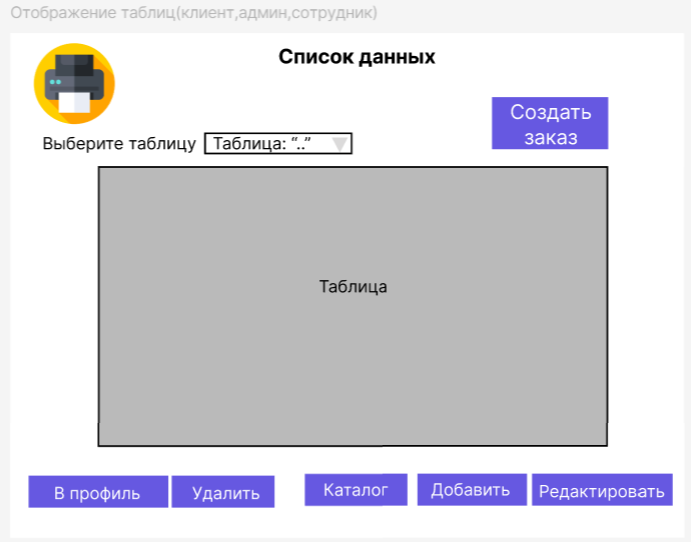 Отображение таблиц(клиент,админ,сотрудник)
Список данных
Создать
заказ
Выберите таблицу
Таблица: “..”
Таблица
В профиль
Удалить
Каталог
Добавить
Редактировать